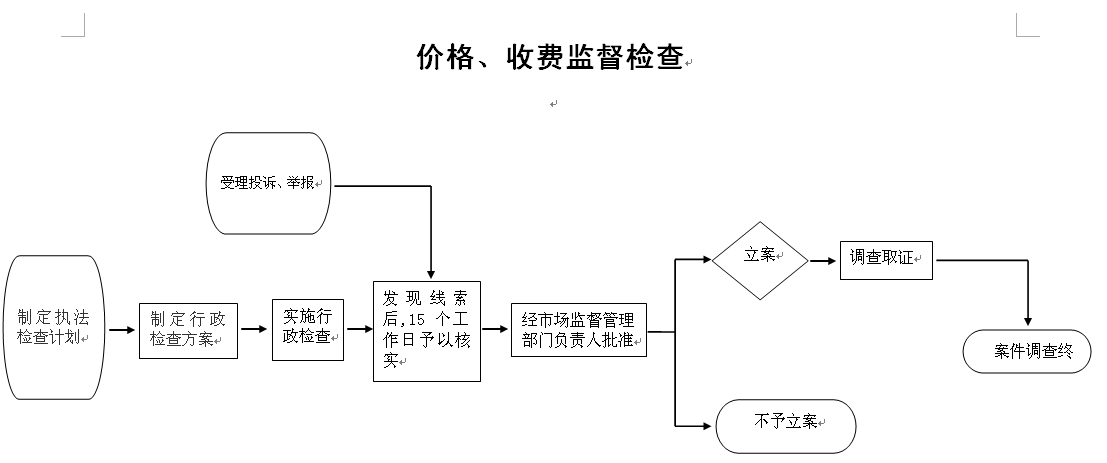 价格、收费监督检查
受理投诉、举报
制定执法
检查计划
制定行政
检查方案
实施行
政检查
发现线索
后,15个工
作日予以核
实
经市场监督管理
部门负责人批准
立案
调查取证
案件调查终
不予立案